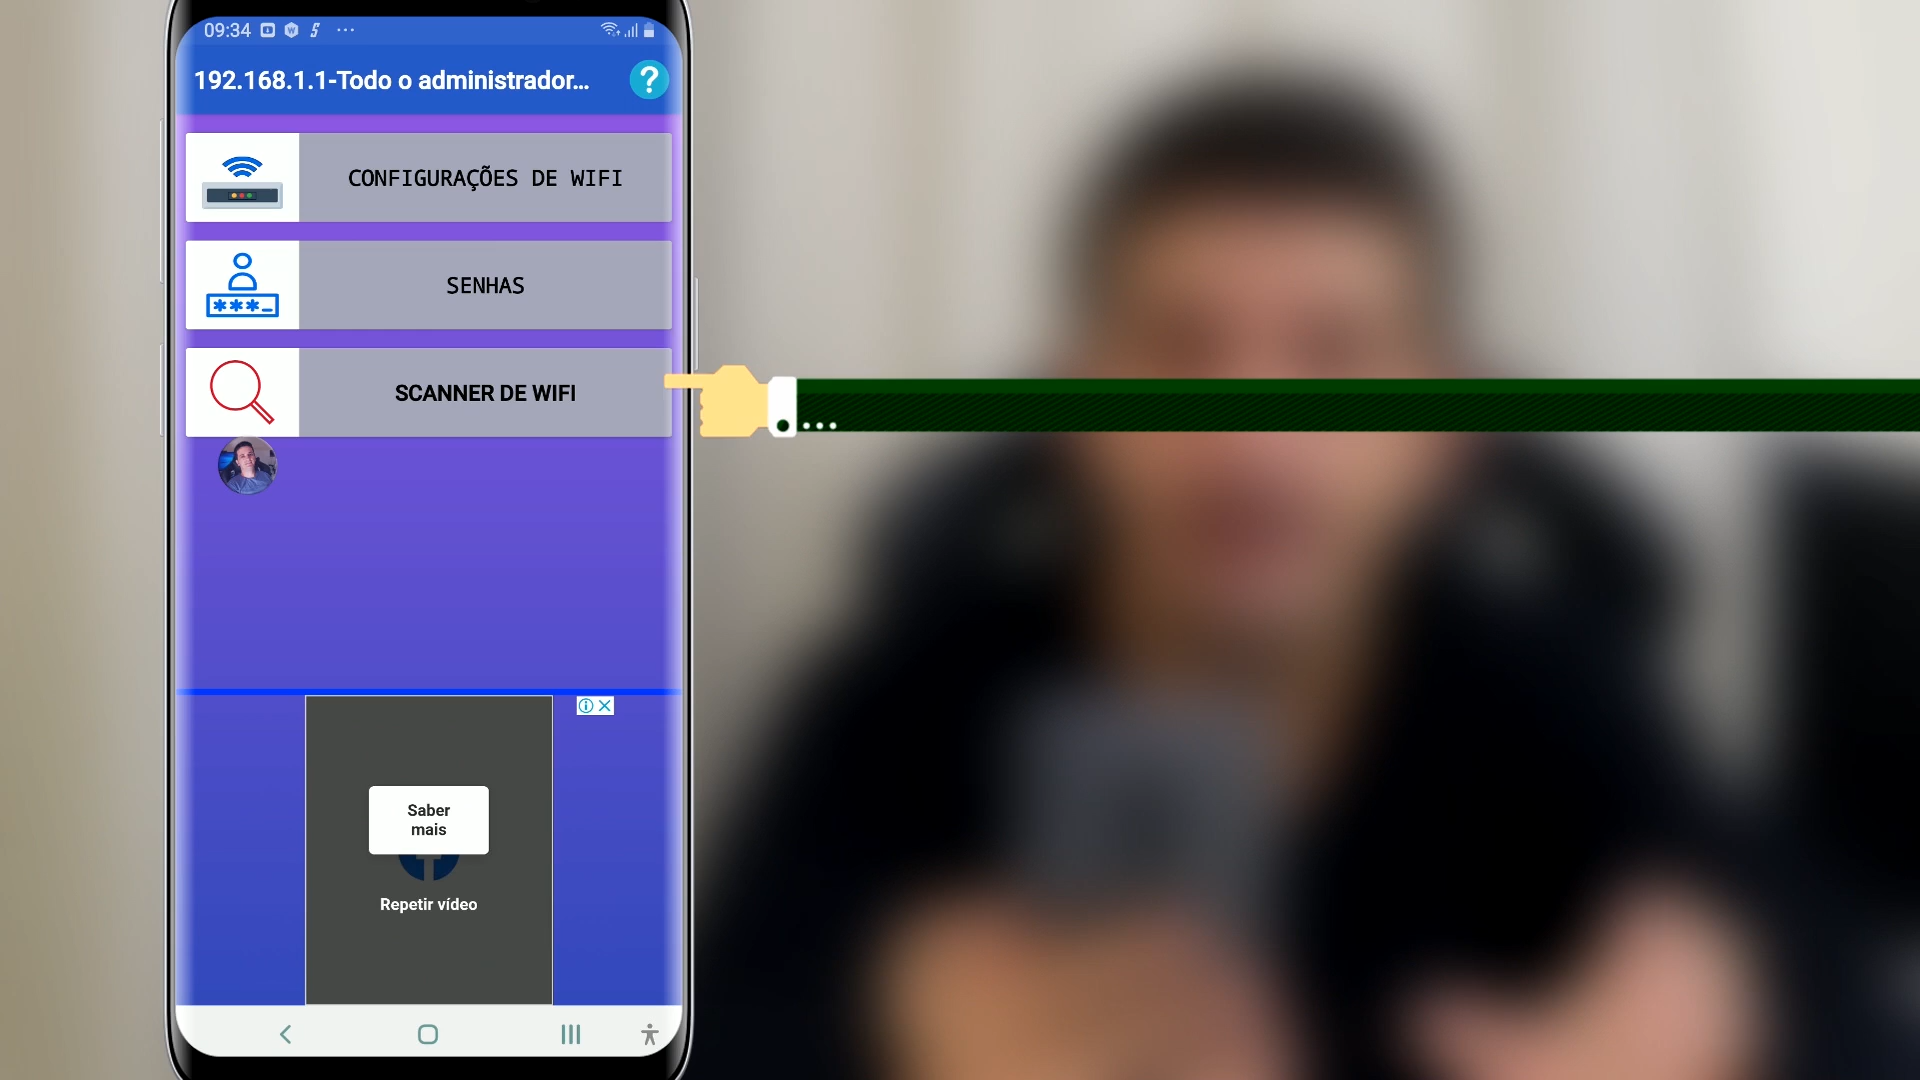 09:34
192.168.1.1-Todo o administrador...
?
CONFIGURAÇÕES DE WIFI
SENHAS
***_
SCANNER DE WIFI
Saber
mais
Repetir vídeo